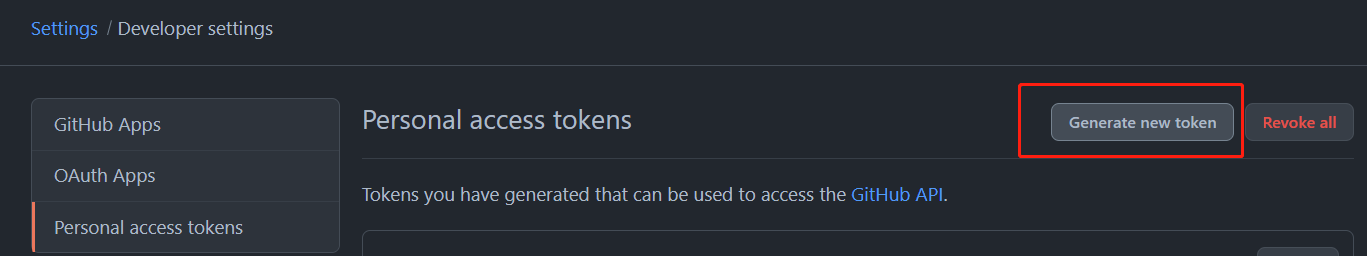 Settings / Developer settings
GitHub Apps
OAuth Apps
Personal access tokens
Personal access tokens
Generate new token
Revoke all
Tokens you have generated that can be used to access the GitHub API.